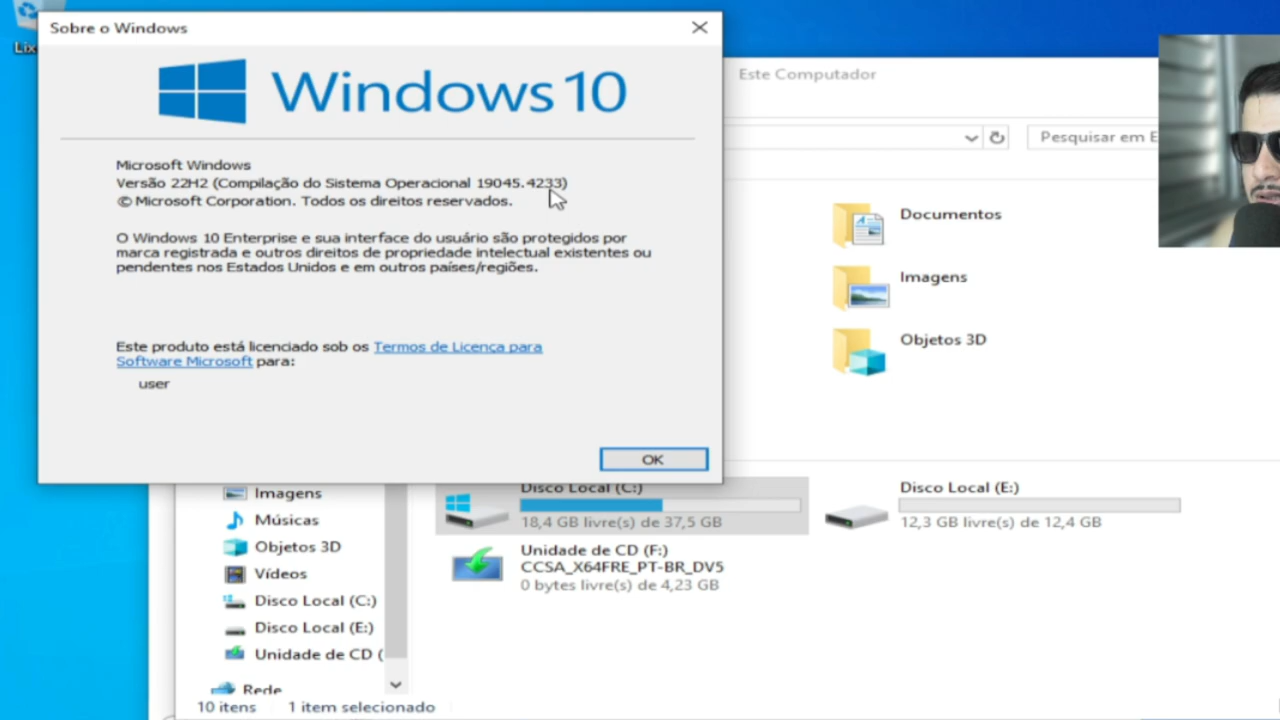 Lix
Sobre o Windows
Windows 10
Microsoft Windows
Versão 22H2 (Compilação do Sistema Operacional 19045.4233)
© Microsoft Corporation. Todos os direitos reservados.
O Windows 10 Enterprise e sua interface do usuário são protegidos por
marca registrada e outros direitos de propriedade intelectual existentes ou
pendentes nos Estados Unidos e em outros países/regiões.
Este produto está licenciado sob os Termos de Licença para
Software Microsoft para:
user
OK
Este Computador
Pesquisar em E
Documentos
Imagens
Objetos 3D
Imagens
Músicas
Objetos 3D
Vídeos
Disco Local (C:)
Disco Local (E:)
Unidade de CD (
Rede
Disco Local (C:)
18,4 GB livre(s) de 37,5 GB
Disco Local (E:)
12,3 GB livre(s) de 12,4 GB
Unidade de CD (F:)
CCSA_X64FRE_PT-BR_DV5
0 bytes livre(s) de 4,23 GB
10 itens 1 item selecionado